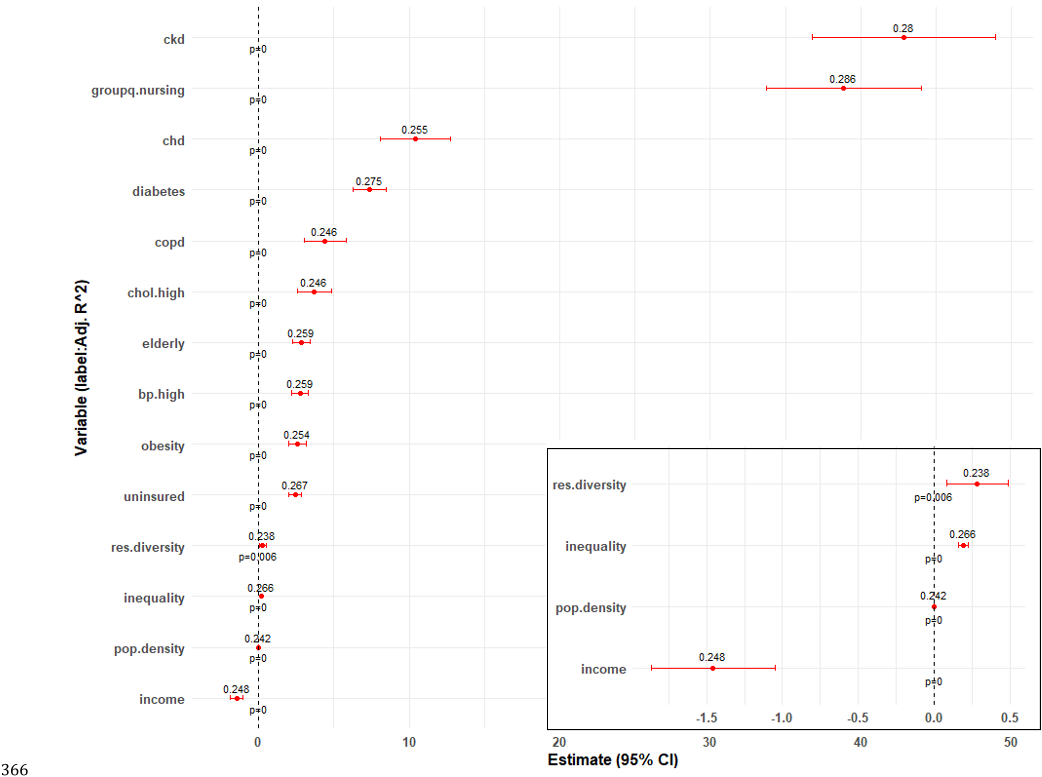 ckd
0.28
p=0
groupq.nursing
0.286
p=0
chd
0.255
p=0
diabetes
0.275
p=0
copd
0.246
p=0
chol.high
0.246
p=0
elderly
0.259
p=0
bp.high
0.259
p=0
obesity
0.254
p=0
uninsured
0.267
p=0
res.diversity
0.238
p=0.006
inequality
0.266
p=0
pop.density
0.242
p=0
income
0.248
p=0
Variable (label:Adj. R^2)
res.diversity
0.238
p=0.006
inequality
0.266
p=0
pop.density
0.242
p=0
income
0.248
p=0
-1.5 -1.0 -0.5 0.0 0.5
0 10 20 30 40 50
Estimate (95% CI)
366